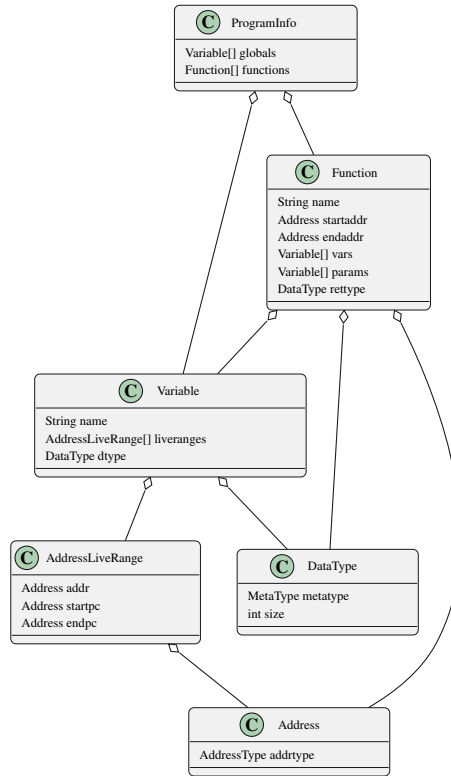 C ProgramInfo
Variable[] globals
Function[] functions
C Function
String name
Address startaddr
Address endaddr
Variable[] vars
Variable[] params
DataType rettype
C Variable
String name
AddressLiveRange[] liveranges
DataType dtype
C AddressLiveRange
Address addr
Address startpc
Address endpc
C DataType
MetaType metatype
int size
C Address
AddressType addrtype